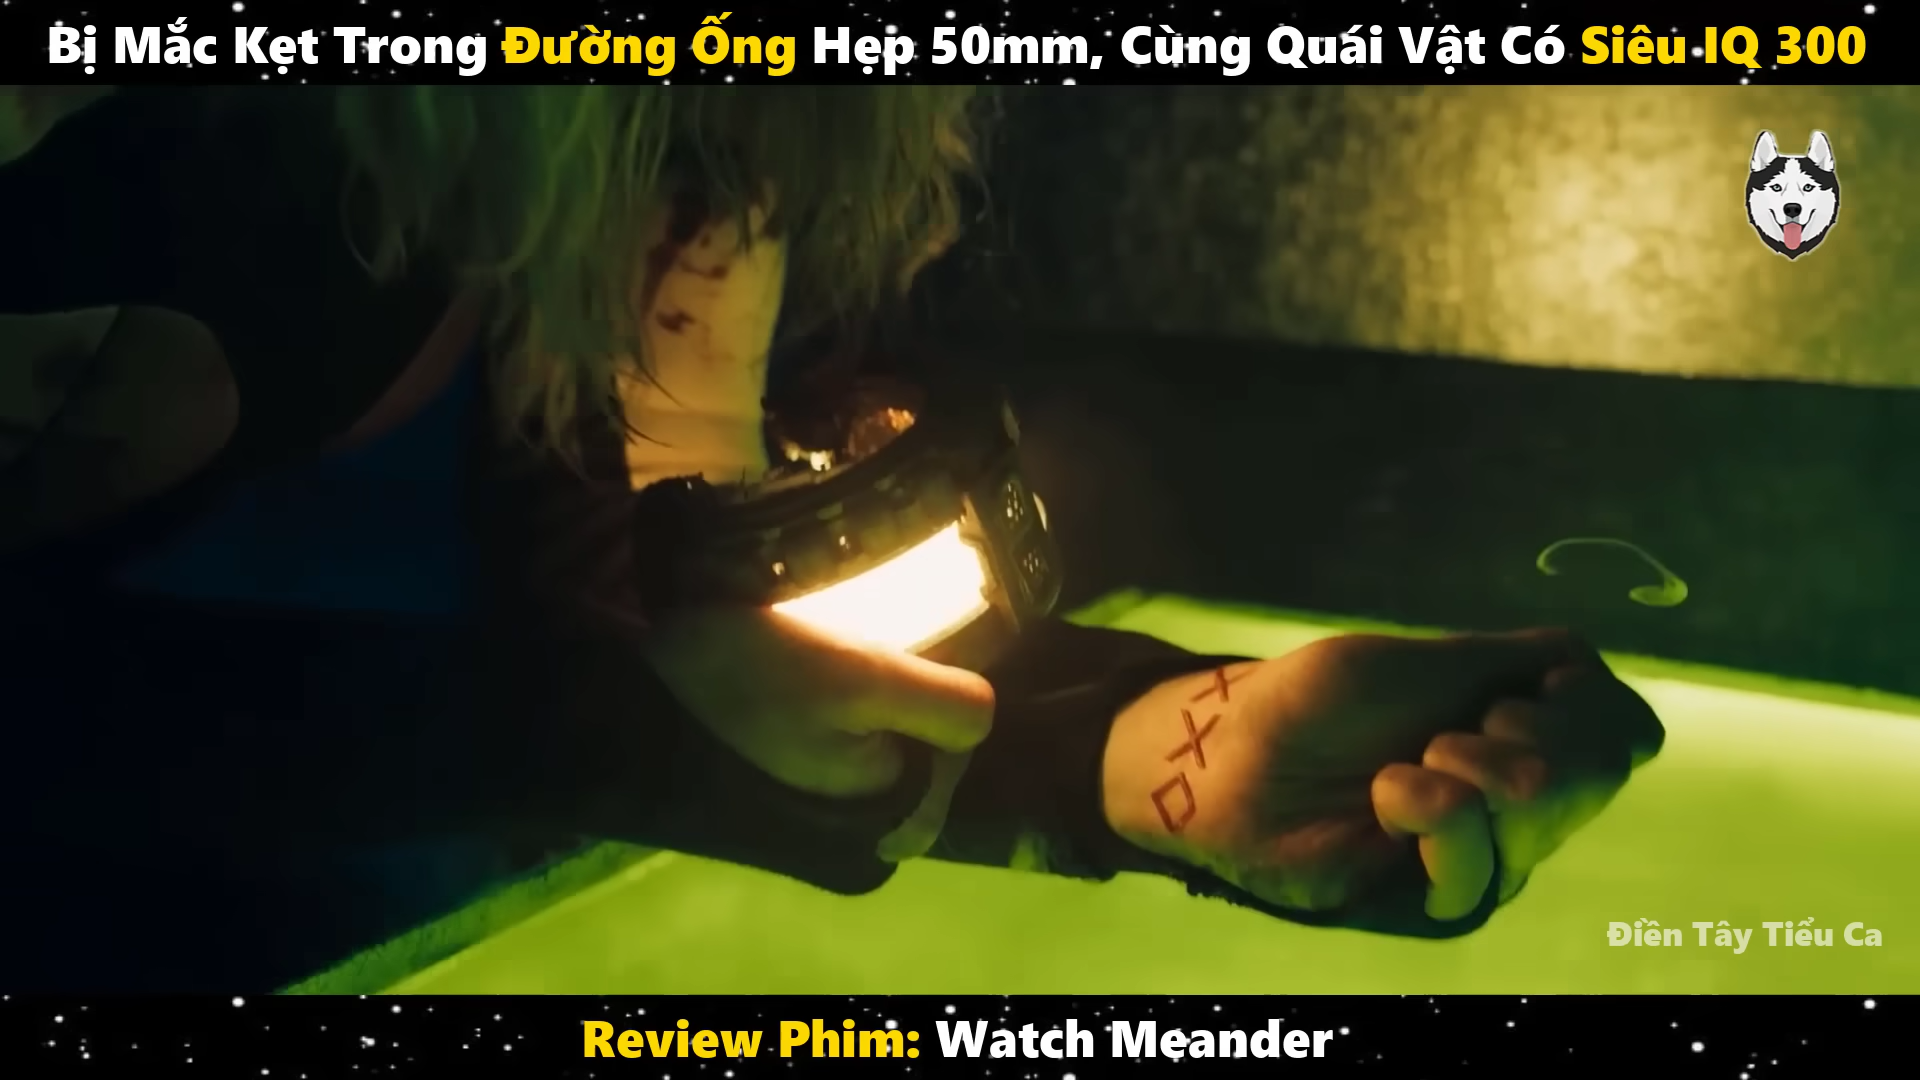 Bị Mắc Kẹt Trong Đường Ống Hẹp 50mm, Cùng Quái Vật Có Siêu IQ 300
XXD
Điền Tây Tiểu Ca
Review Phim: Watch Meander